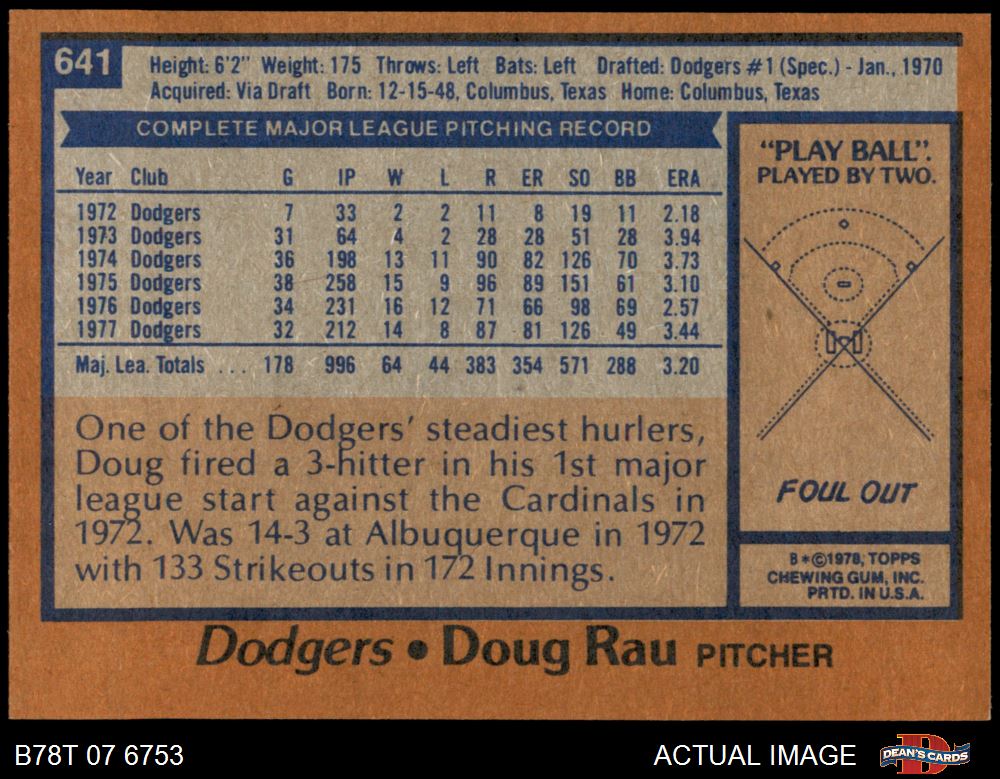 641
Height: 6'2" Weight: 175 Throws: Left Bats: Left Drafted: Dodgers #1 (Spec.) - Jan., 1970
Acquired: Via Draft Born: 12-15-48, Columbus, Texas Home: Columbus, Texas
COMPLETE MAJOR LEAGUE PITCHING RECORD
Year Club G IP W L R ER SO BB ERA
1972 Dodgers 7 33 2 2 11 8 19 11 2.18
1973 Dodgers 31 64 4 2 28 28 51 28 3.94
1974 Dodgers 36 198 13 11 90 82 126 70 3.73
1975 Dodgers 38 258 15 9 96 89 151 61 3.10
1976 Dodgers 34 231 16 12 71 66 98 69 2.57
1977 Dodgers 32 212 14 8 87 81 126 49 3.44
Maj. Lea. Totals ... 178 996 64 44 383 354 571 288 3.20
One of the Dodgers' steadiest hurlers,
Doug fired a 3-hitter in his 1st major
league start against the Cardinals in
1972. Was 14-3 at Albuquerque in 1972
with 133 Strikeouts in 172 Innings.
"PLAY BALL".
PLAYED BY TWO.
FOUL OUT
B*©1978, TOPPS
CHEWING GUM, INC.
PRTD. IN U.S.A.
Dodgers • Doug Rau PITCHER
B78T 07 6753
ACTUAL IMAGE
D
DEAN'S CARDS